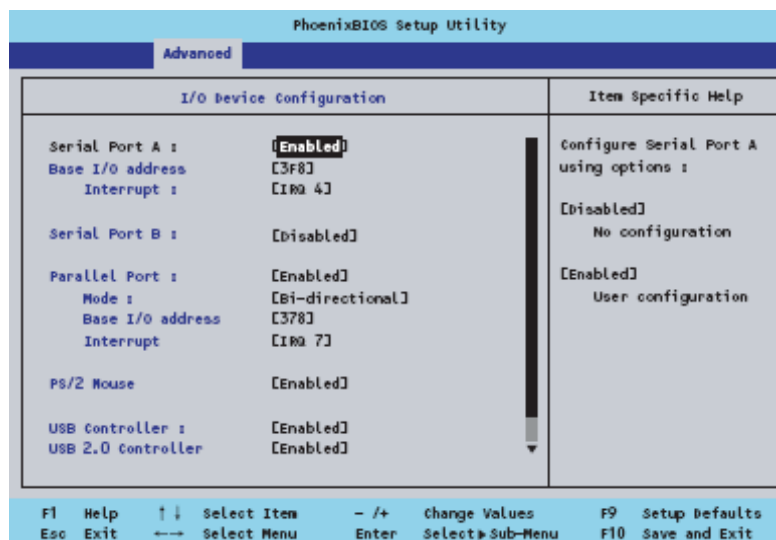 PhoenixBIOS Setup Utility
Advanced
I/O Device Configuration
Item Specific Help
Serial Port A : [Enabled]
Base I/O address [3F8]
Interrupt : [IRQ 4]
Serial Port B : [Disabled]
Parallel Port : [Enabled]
Mode : [Bi-directional]
Base I/O address [378]
Interrupt [IRQ 7]
PS/2 Mouse [Enabled]
USB Controller : [Enabled]
USB 2.0 Controller [Enabled]
Configure Serial Port A
using options :
[Disabled]
No configuration
[Enabled]
User configuration
F1 Help ↑↓ Select Item - /+ Change Values F9 Setup Defaults
Esc Exit ←→ Select Menu Enter Select ▶ Sub-Menu F10 Save and Exit